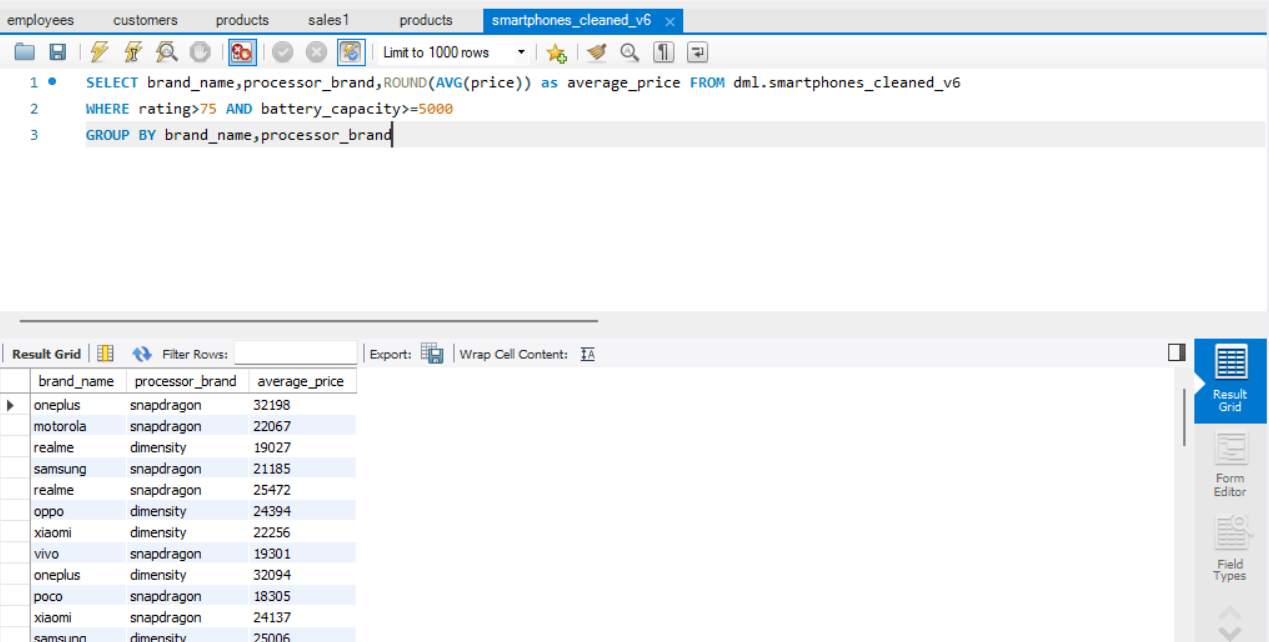 employees customers products sales1 products smartphones_cleaned_v6
Limit to 1000 rows
1 SELECT brand_name,processor_brand,ROUND(AVG(price)) as average_price FROM dml.smartphones_cleaned_v6
2 WHERE rating>75 AND battery_capacity>=5000
3 GROUP BY brand_name,processor_brand
Result Grid Filter Rows: Export: Wrap Cell Content: IA
brand_name processor_brand average_price
oneplus snapdragon 32198
motorola snapdragon 22067
realme dimensity 19027
samsung snapdragon 21185
realme snapdragon 25472
oppo dimensity 24394
xiaomi dimensity 22256
vivo snapdragon 19301
oneplus dimensity 32094
poco snapdragon 18305
xiaomi snapdragon 24137
samsung dimensity 25006
Result
Grid
Form
Editor
Field
Types